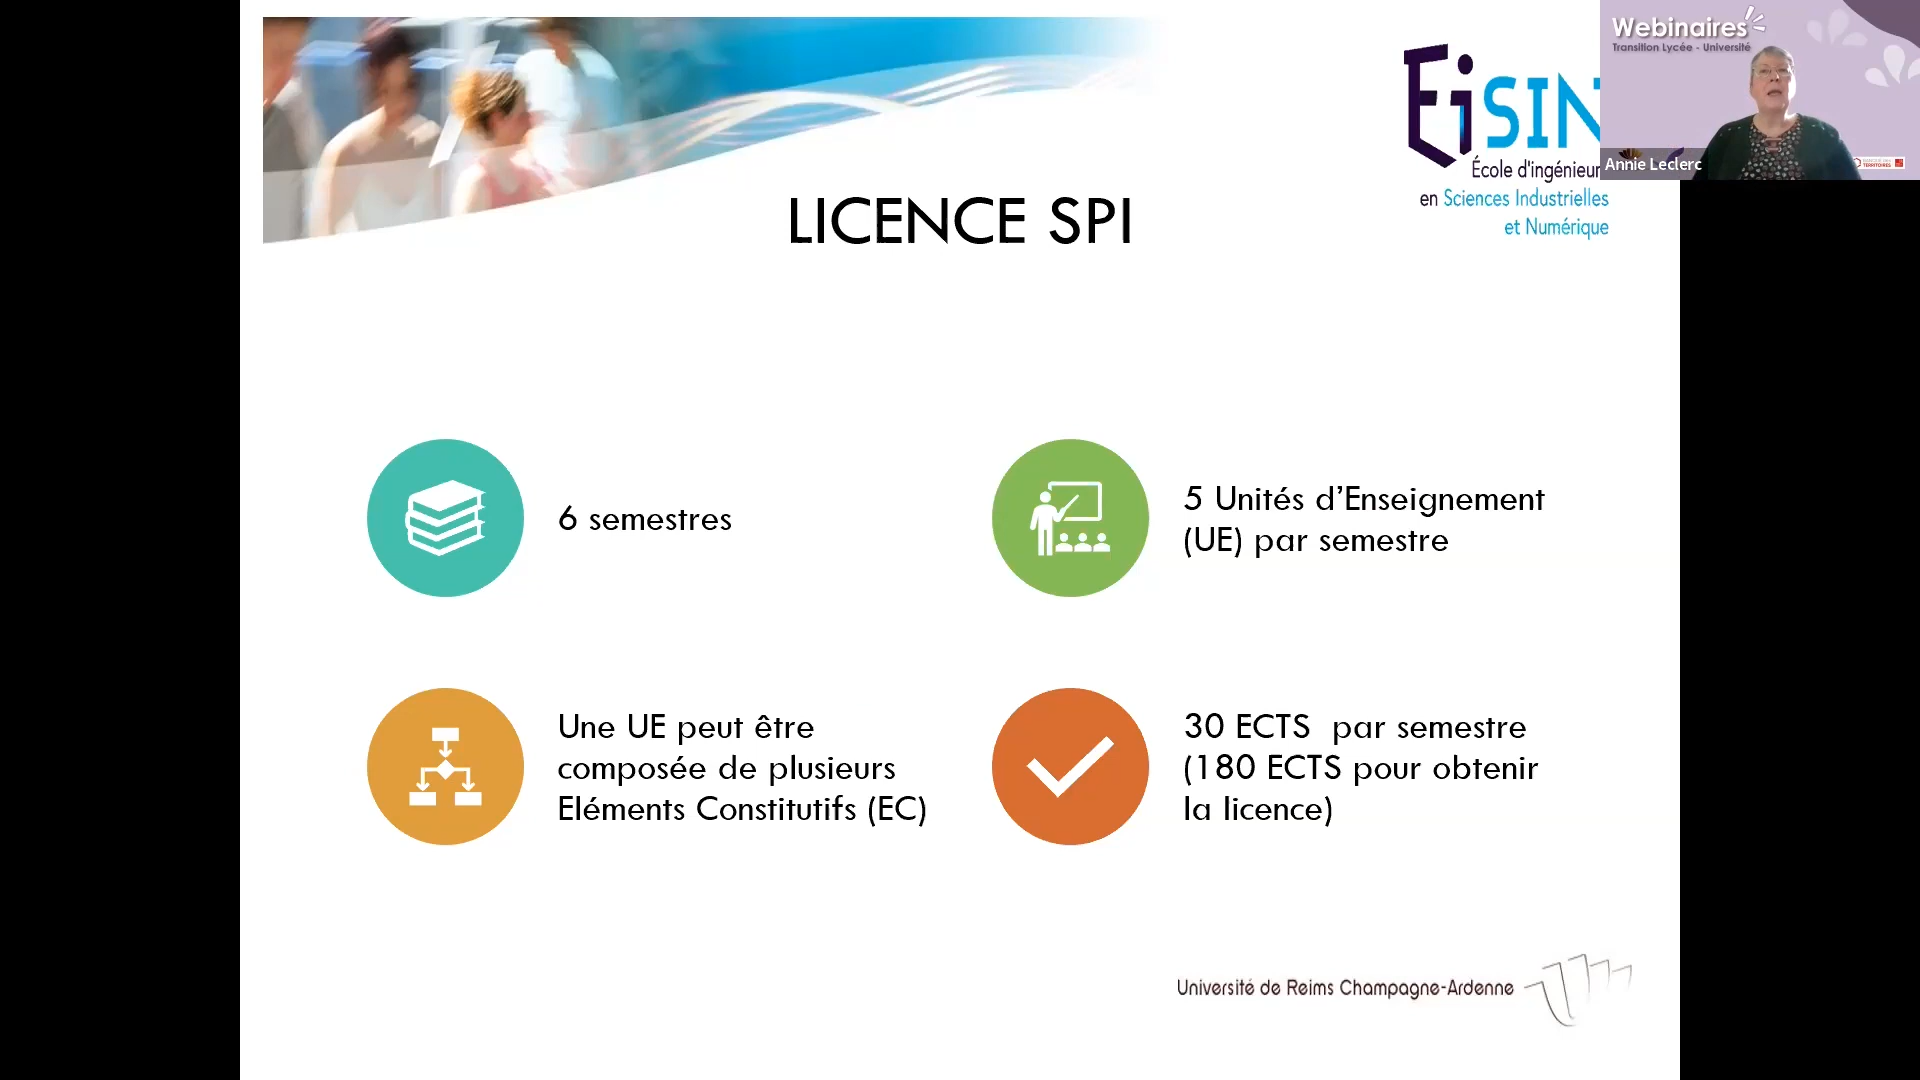 Webinaires
Transition Lycée - Université
Annie Leclerc
TERRITOIRES
EiSIN
École d'ingénieur
en Sciences Industrielles
et Numérique
LICENCE SPI
6 semestres
5 Unités d’Enseignement
(UE) par semestre
Une UE peut être
composée de plusieurs
Eléments Constitutifs (EC)
30 ECTS par semestre
(180 ECTS pour obtenir
la licence)
Université de Reims Champagne-Ardenne